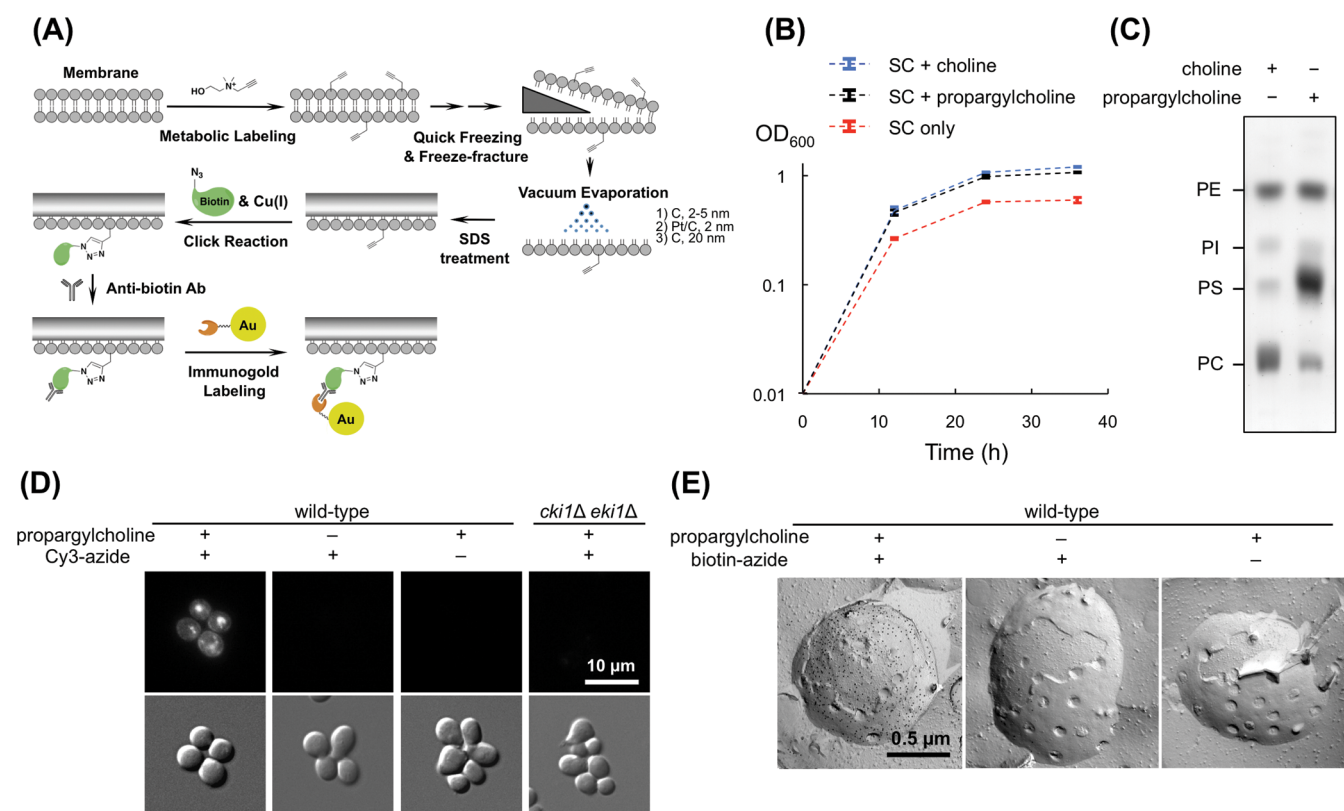 (A)
Membrane
HO
N+
Metabolic Labeling
Quick Freezing
& Freeze-fracture
Vacuum Evaporation
1) C, 2-5 nm
2) Pt/C, 2 nm
3) C, 20 nm
SDS
treatment
N3
Biotin
& Cu(I)
Click Reaction
N
N=N
Anti-biotin Ab
N
N=N
Au
Immunogold
Labeling
N
N=N
Au
(B)
SC + choline
SC + propargylcholine
SC only
OD600
1
0.1
0.01
0
10
20
30
40
Time (h)
(C)
choline + –
propargylcholine – +
PE
PI
PS
PC
(D)
wild-type
cki1Δ eki1Δ
propargylcholine + – + +
Cy3-azide + + – +
10 µm
(E)
wild-type
propargylcholine + – +
biotin-azide + + –
0.5 µm